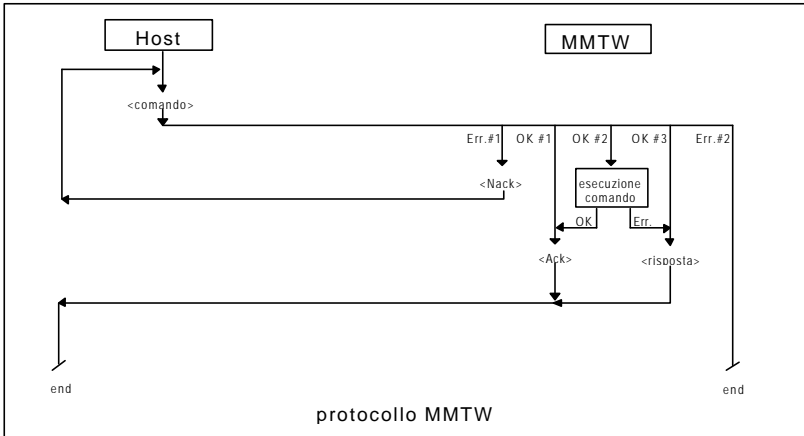 Host
MMTW
<comando>
Err.#1 OK #1 OK #2 OK #3 Err.#2
<Nack>
esecuzione
comando
OK Err.
<Ack>
<risposta>
end
end
protocollo MMTW